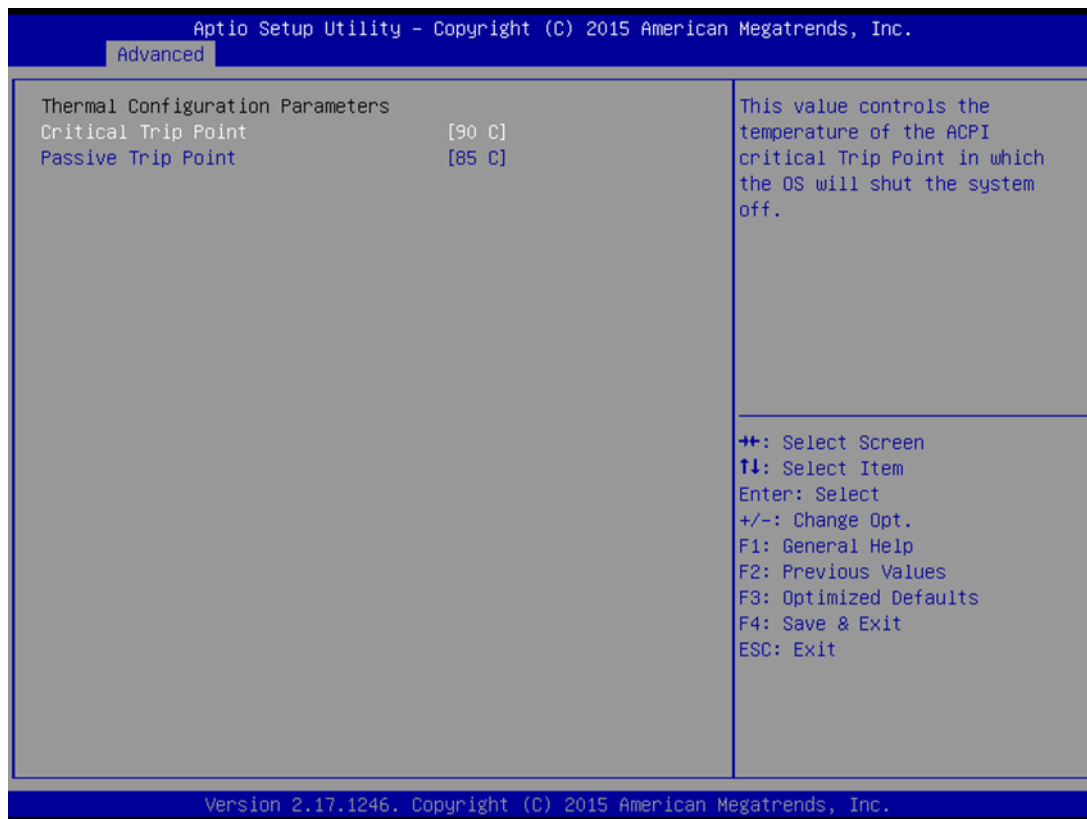 Aptio Setup Utility – Copyright (C) 2015 American Megatrends, Inc.
Advanced
Thermal Configuration Parameters
Critical Trip Point [90 C]
Passive Trip Point [85 C]
This value controls the
temperature of the ACPI
critical Trip Point in which
the OS will shut the system
off.
→←: Select Screen
↑↓: Select Item
Enter: Select
+/-: Change Opt.
F1: General Help
F2: Previous Values
F3: Optimized Defaults
F4: Save & Exit
ESC: Exit
Version 2.17.1246. Copyright (C) 2015 American Megatrends, Inc.